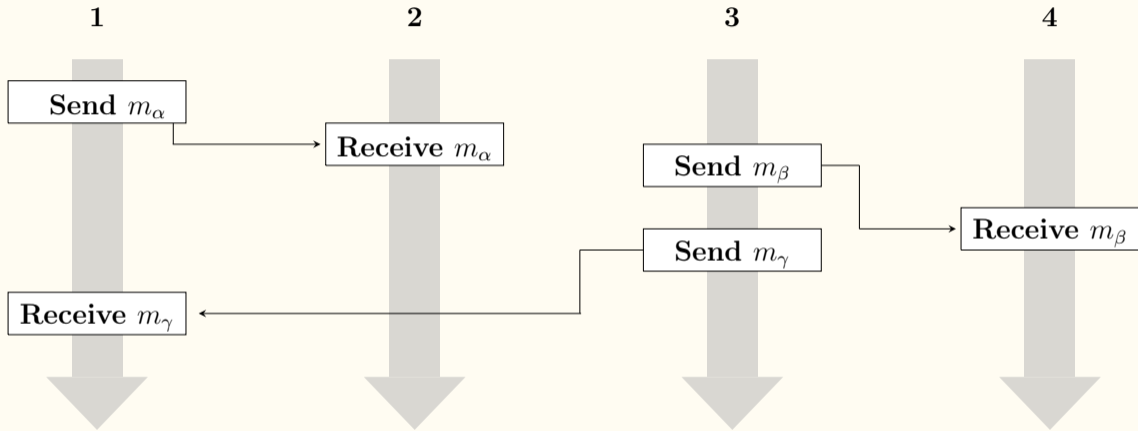 1 2 3 4
Send mα
Receive mα
Send mβ
Receive mβ
Send mγ
Receive mγ